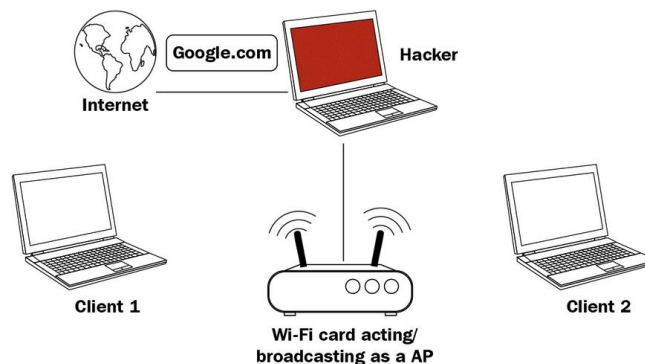 Google.com
Hacker
Internet
Client 1
Client 2
Wi-Fi card acting/
broadcasting as a AP